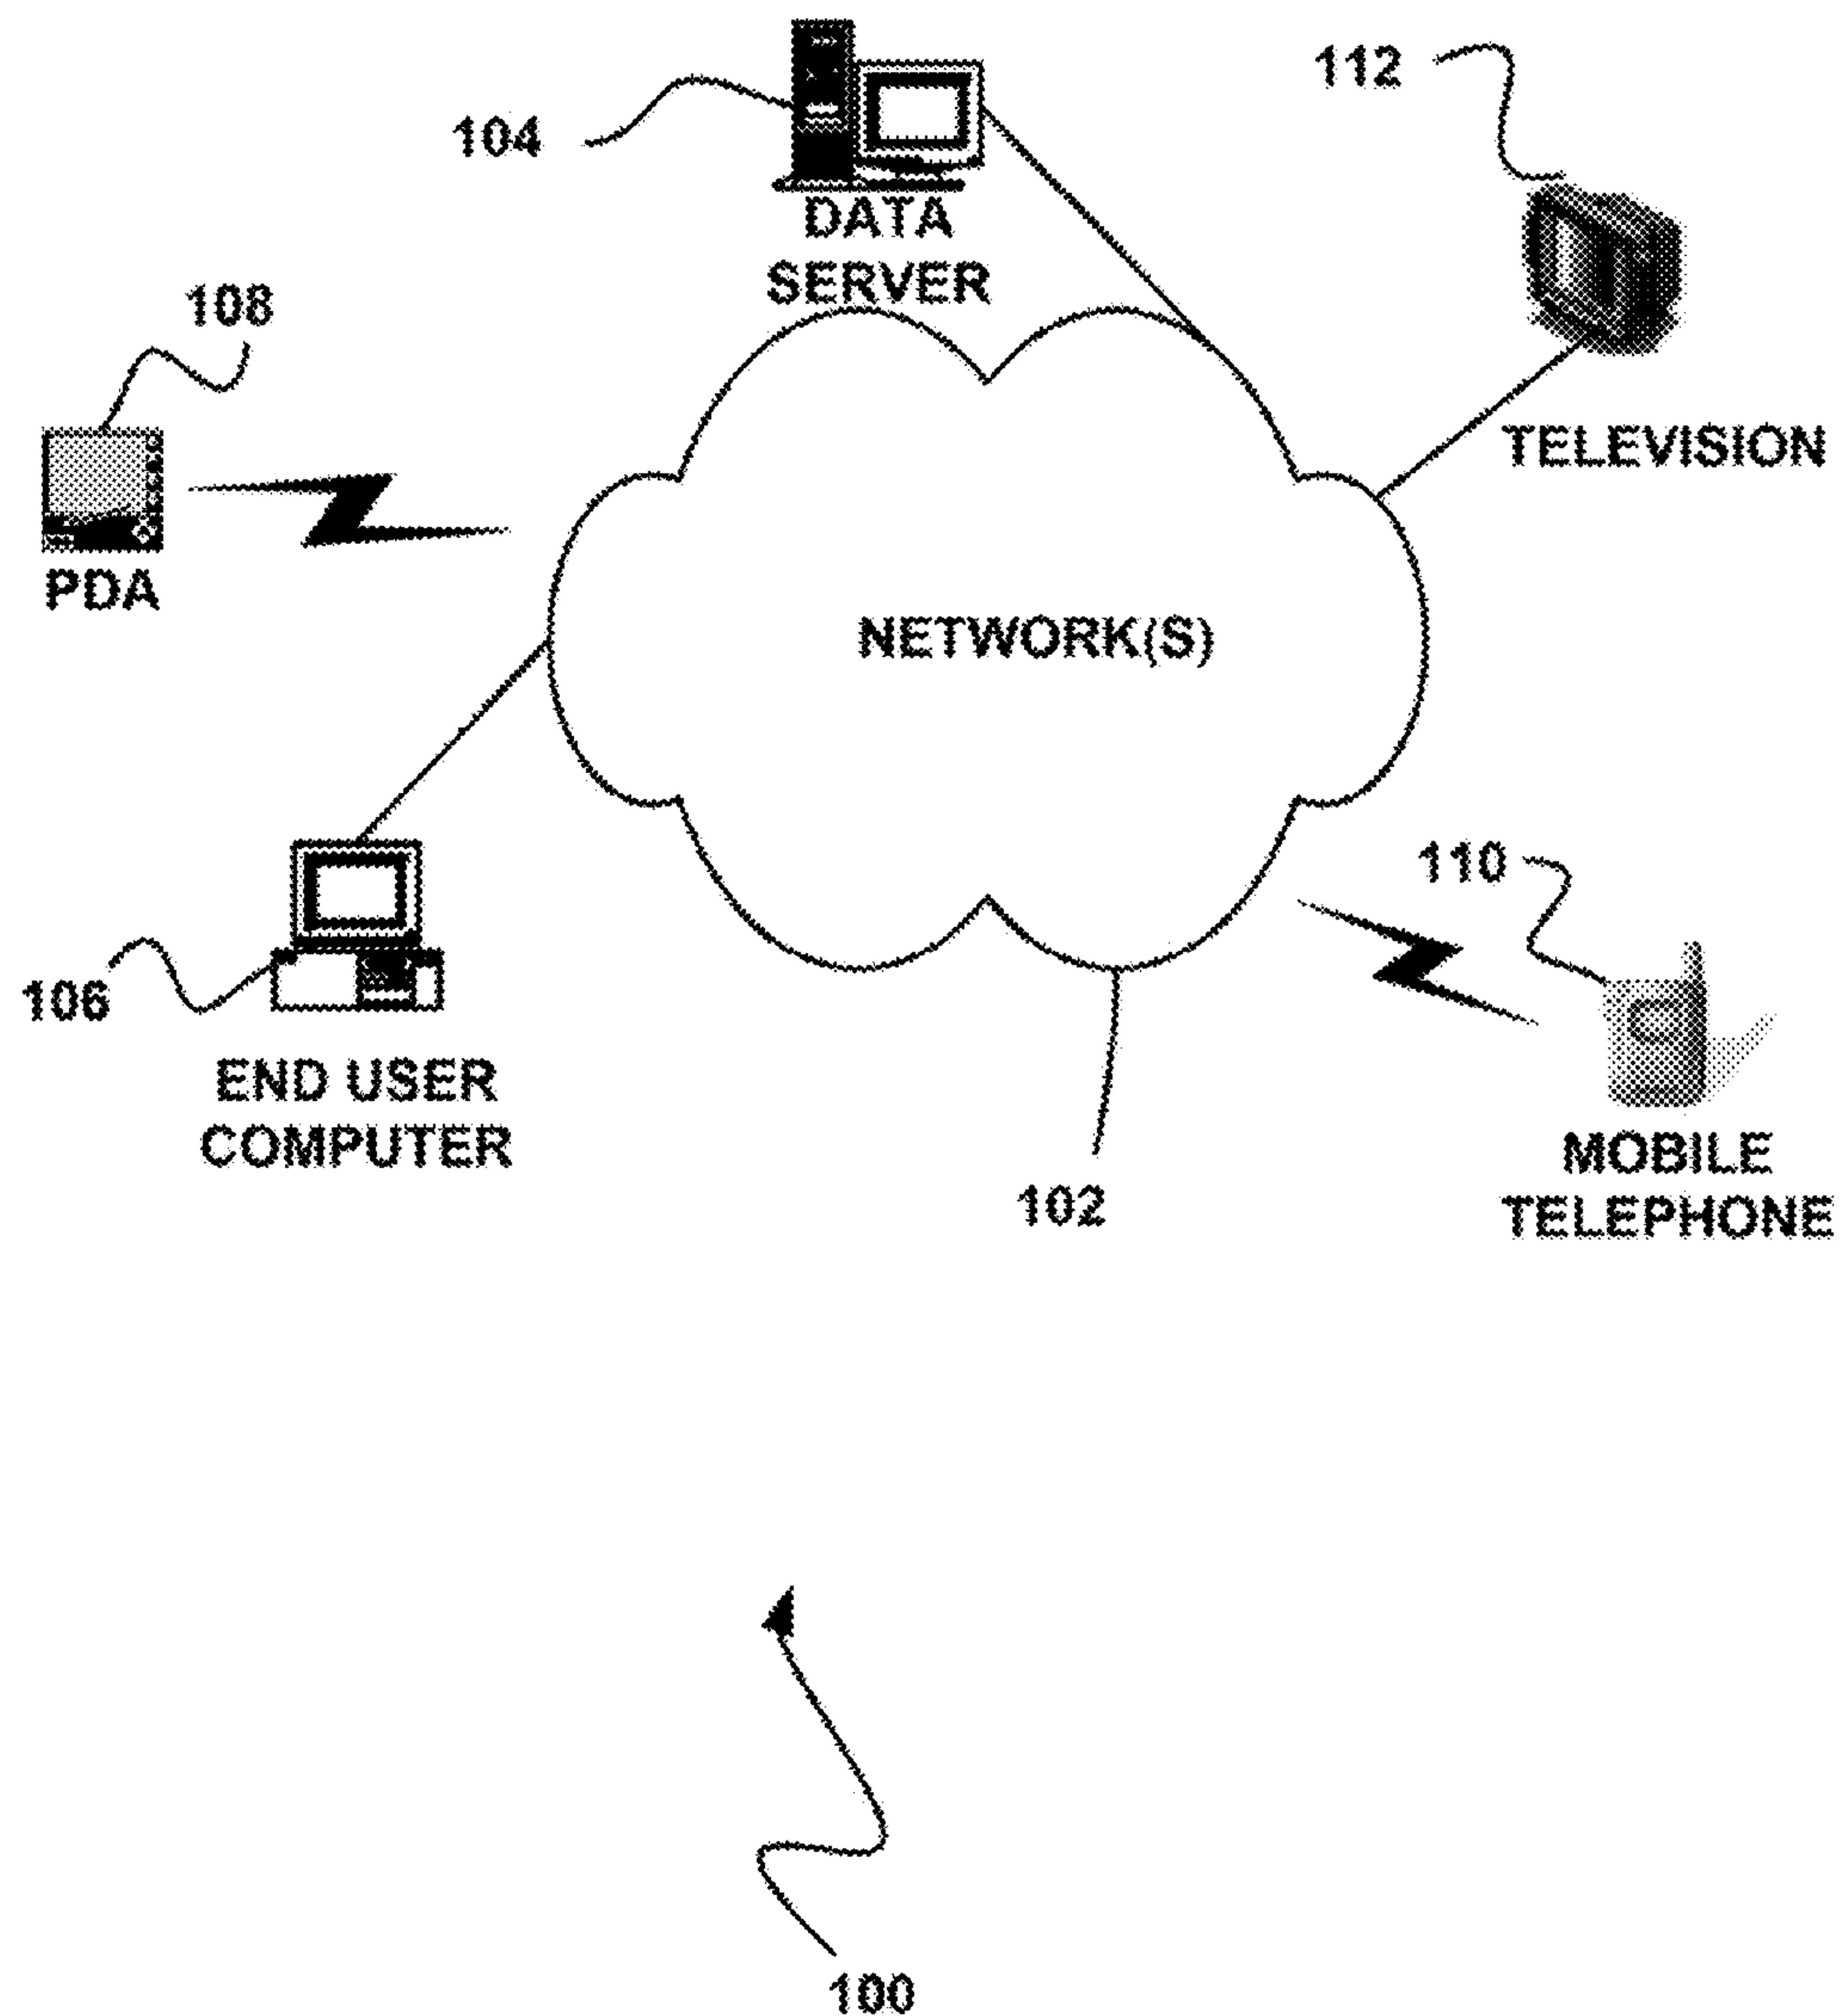 112
104
DATA
SERVER
108
TELEVISION
PDA
NETWORK(S)
110
106
END USER
COMPUTER
MOBILE
TELEPHONE
102
100